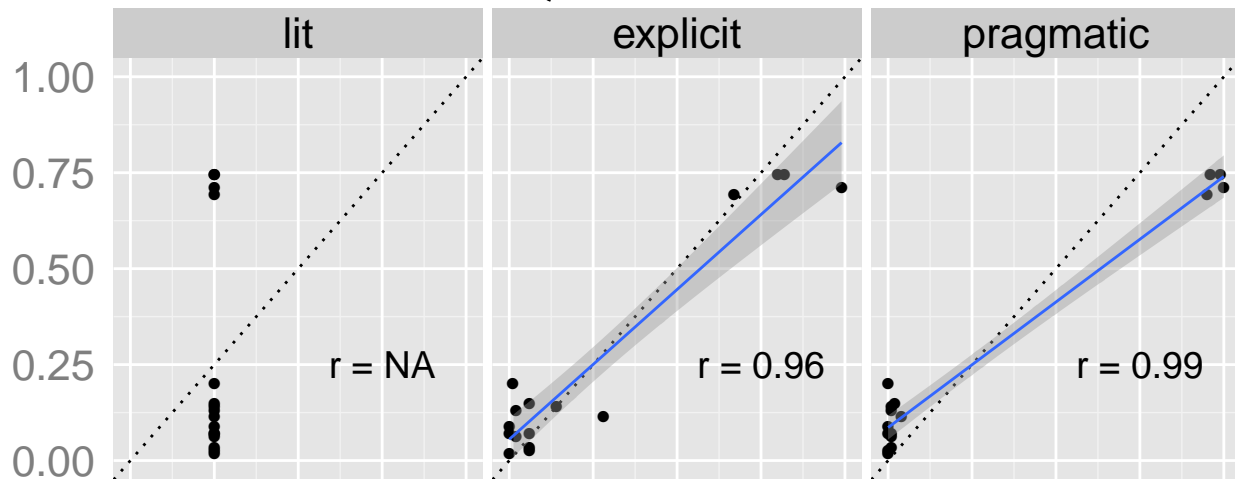 lit explicit pragmatic
1.00
0.75
0.50
0.25
0.00
r = NA r = 0.96 r = 0.99